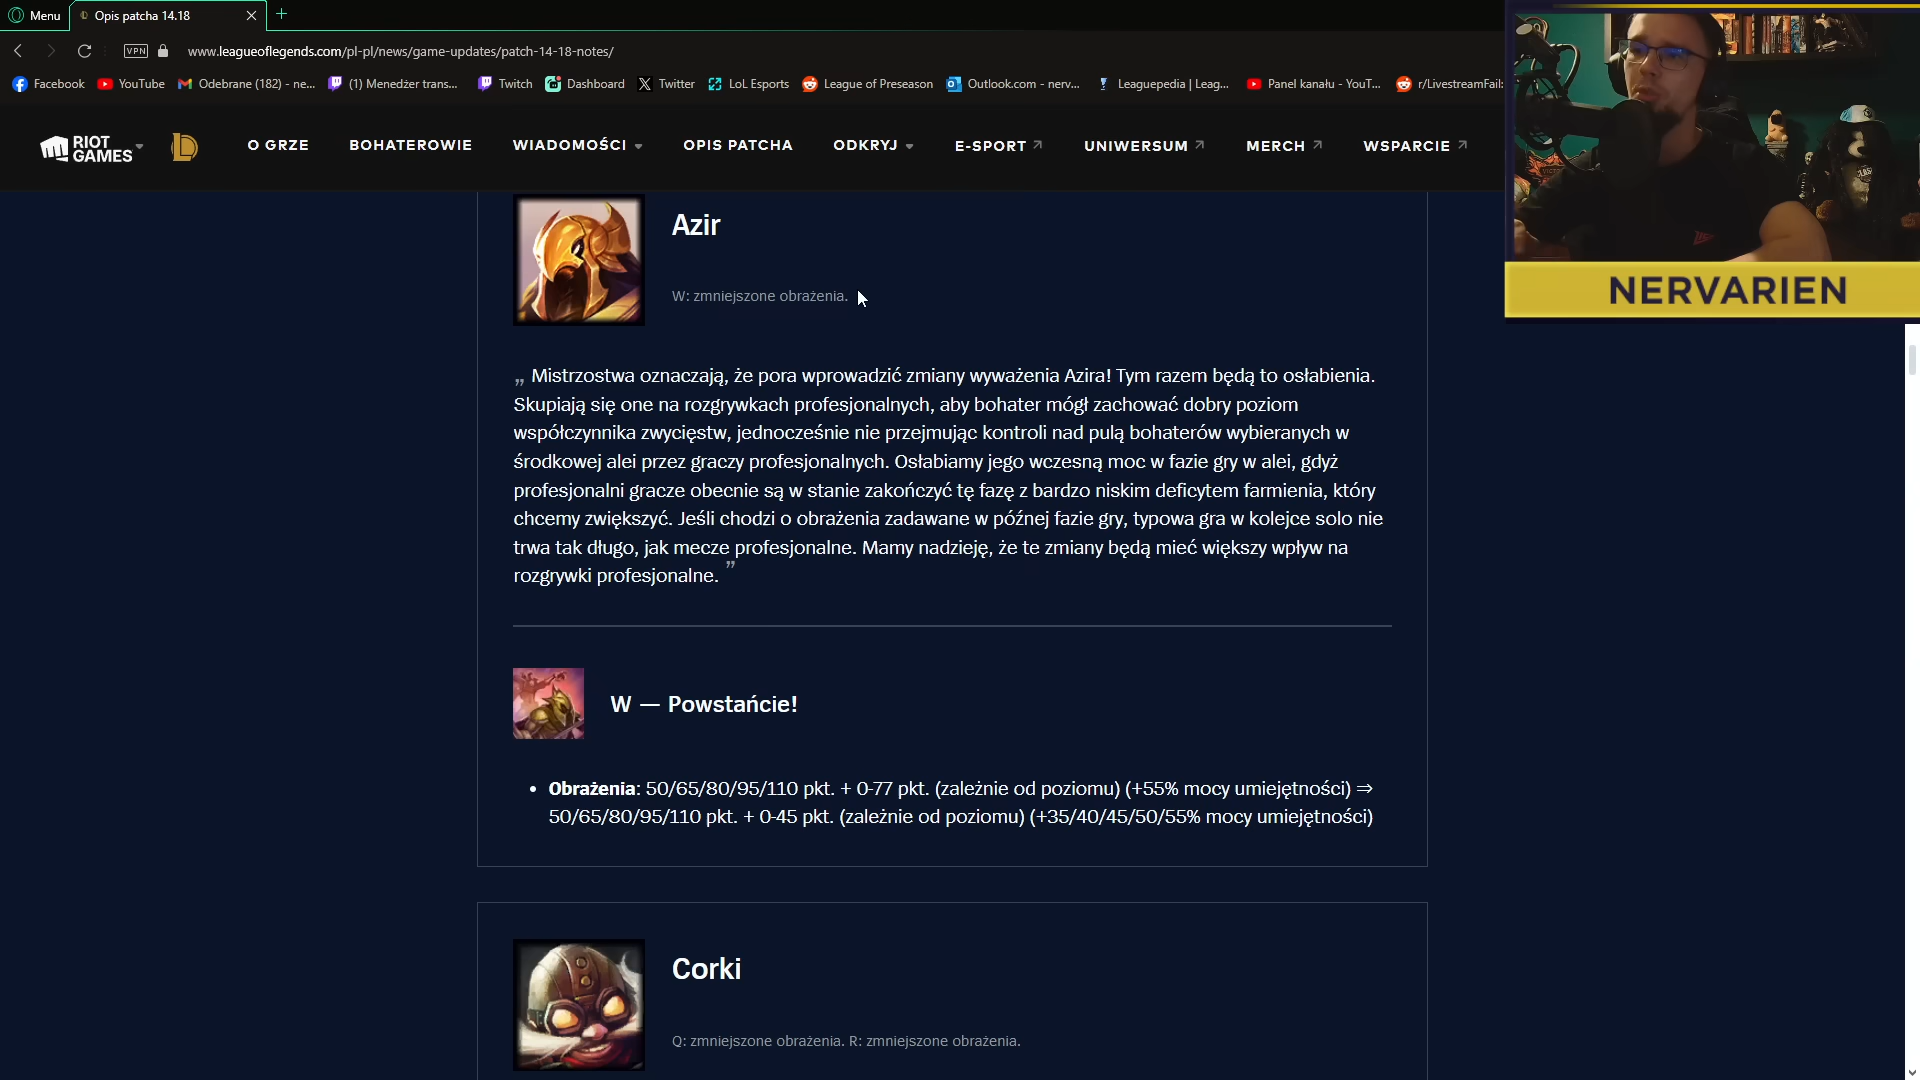 Menu
Opis patcha 14.18
VPN
www.leagueoflegends.com/pl-pl/news/game-updates/patch-14-18-notes/
Facebook
YouTube
Odebrane (182) - ne...
(1) Menedżer trans...
Twitch
Dashboard
Twitter
LoL Esports
League of Preseason
Outlook.com - nerv...
Leaguepedia | Leag...
Panel kanału - YouT...
r/LivestreamFail:
RIOT
GAMES
O GRZE
BOHATEROWIE
WIADOMOŚCI
OPIS PATCHA
ODKRYJ
E-SPORT
UNIWERSUM
MERCH
WSPARCIE
NERVARIEN
Azir
W: zmniejszone obrażenia.
„ Mistrzostwa oznaczają, że pora wprowadzić zmiany wyważenia Azira! Tym razem będą to osłabienia.
Skupiają się one na rozgrywkach profesjonalnych, aby bohater mógł zachować dobry poziom
współczynnika zwycięstw, jednocześnie nie przejmując kontroli nad pulą bohaterów wybieranych w
środkowej alei przez graczy profesjonalnych. Osłabiamy jego wczesną moc w fazie gry w alei, gdyż
profesjonalni gracze obecnie są w stanie zakończyć tę fazę z bardzo niskim deficytem farmienia, który
chcemy zwiększyć. Jeśli chodzi o obrażenia zadawane w późnej fazie gry, typowa gra w kolejce solo nie
trwa tak długo, jak mecze profesjonalne. Mamy nadzieję, że te zmiany będą mieć większy wpływ na
rozgrywki profesjonalne. ”
W — Powstańcie!
• Obrażenia: 50/65/80/95/110 pkt. + 0-77 pkt. (zależnie od poziomu) (+55% mocy umiejętności) ⇒
50/65/80/95/110 pkt. + 0-45 pkt. (zależnie od poziomu) (+35/40/45/50/55% mocy umiejętności)
Corki
Q: zmniejszone obrażenia. R: zmniejszone obrażenia.